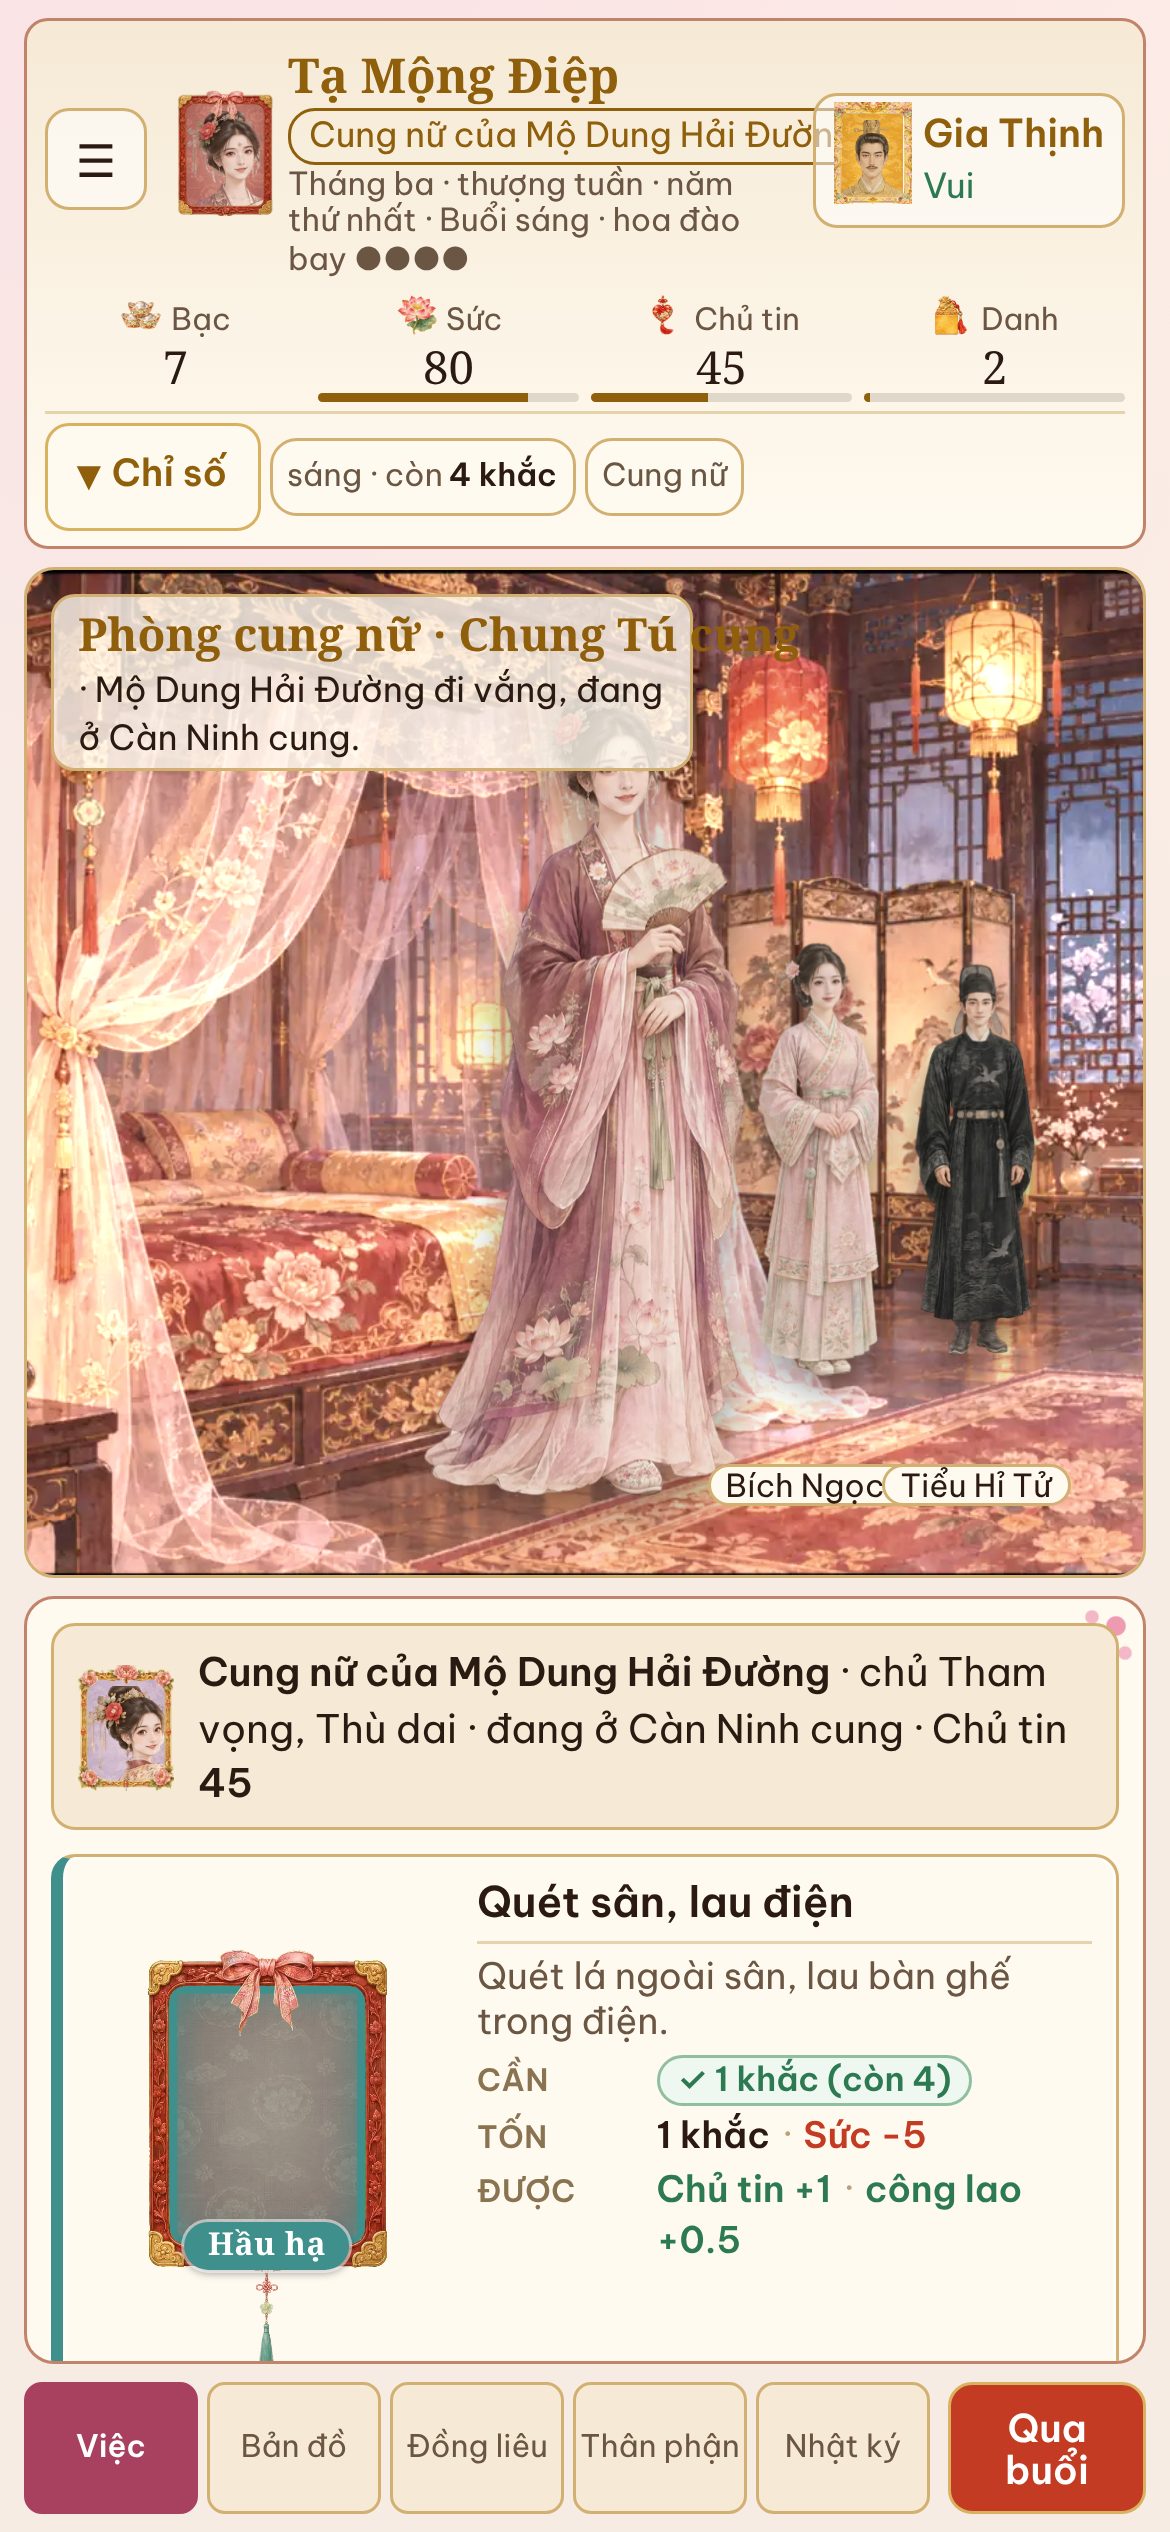 Tạ Mộng Điệp
Cung nữ của Mộ Dung Hải Đườn
Tháng ba · thượng tuần · năm
thứ nhất · Buổi sáng · hoa đào
bay
Gia Thịnh
Vui
Bạc
7
Sức
80
Chủ tin
45
Danh
2
▼ Chỉ số
sáng · còn 4 khắc
Cung nữ
Phòng cung nữ · Chung Tú cung
· Mộ Dung Hải Đường đi vắng, đang
ở Càn Ninh cung.
Bích Ngọc
Tiểu Hỉ Tử
Cung nữ của Mộ Dung Hải Đường · chủ Tham
vọng, Thù dai · đang ở Càn Ninh cung · Chủ tin
45
Quét sân, lau điện
Quét lá ngoài sân, lau bàn ghế
trong điện.
CẦN
✓ 1 khắc (còn 4)
TỐN
1 khắc · Sức -5
ĐƯỢC
Chủ tin +1 · công lao
+0.5
Hầu hạ
Việc
Bản đồ
Đồng liêu
Thân phận
Nhật ký
Qua
buổi